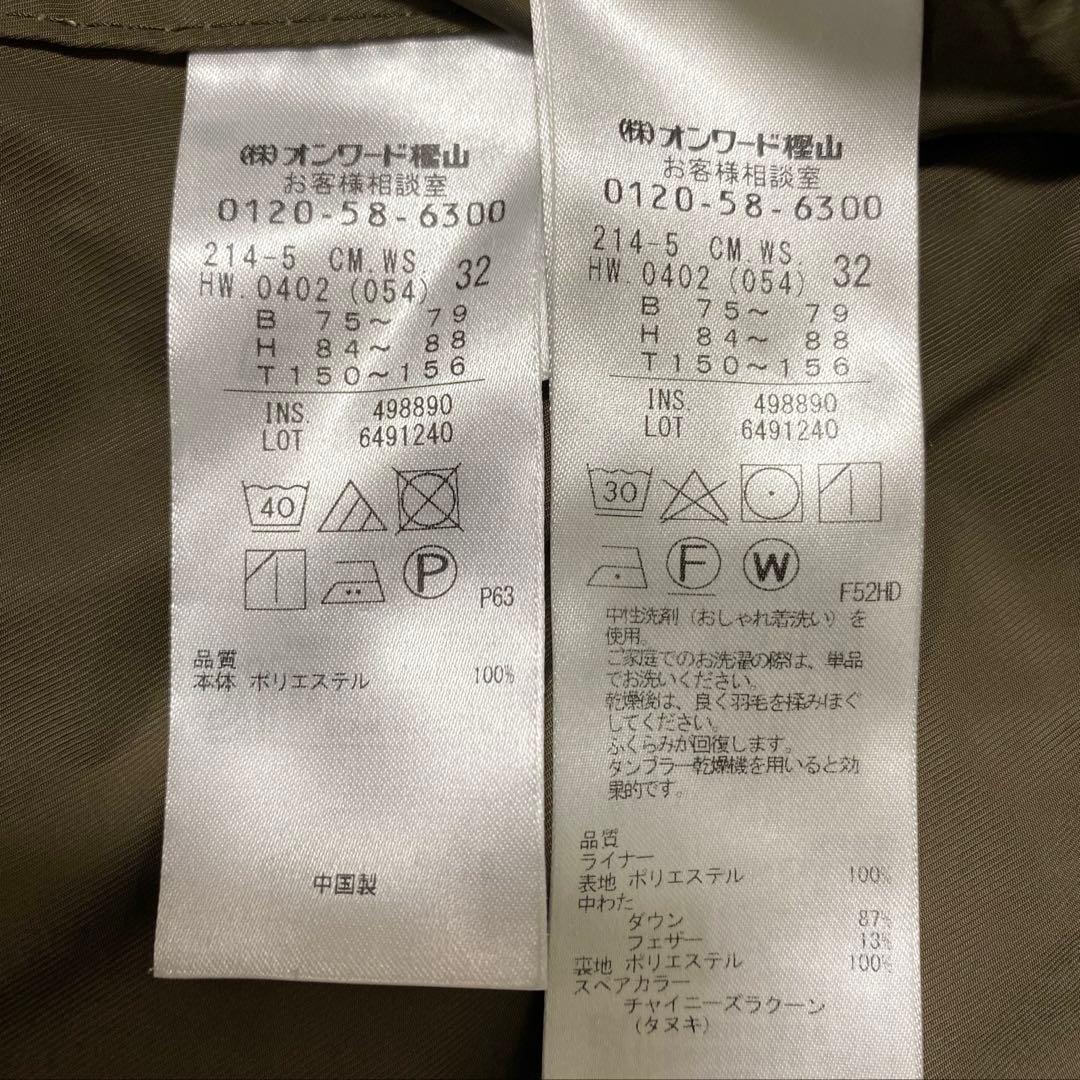 (株)オンワード樫山
お客様相談室
0120-58-6300
214-5 CM.WS. 32
HW.0402 (054)
B 75～ 79
H 84～ 88
T150～156
INS. 498890
LOT 6491240
40
P
P63
品質
本体 ポリエステル 100%
中国製
(株)オンワード樫山
お客様相談室
0120-58-6300
214-5 CM.WS. 32
HW.0402 (054)
B 75～ 79
H 84～ 88
T150～156
INS. 498890
LOT 6491240
30
F W
F52HD
中性洗剤（おしゃれ着洗い）を
使用。
ご家庭でのお洗濯の際は、単品
でお洗いください。
乾燥後は、良く羽毛を揉みほぐ
してください。
ふくらみが回復します。
タンブラー乾燥機を用いると効
果的です。
品質
ライナー
表地 ポリエステル 100%
中わた
ダウン 87%
フェザー 13%
裏地 ポリエステル 100%
スペアカラー
チャイニーズラクーン
(タヌキ)